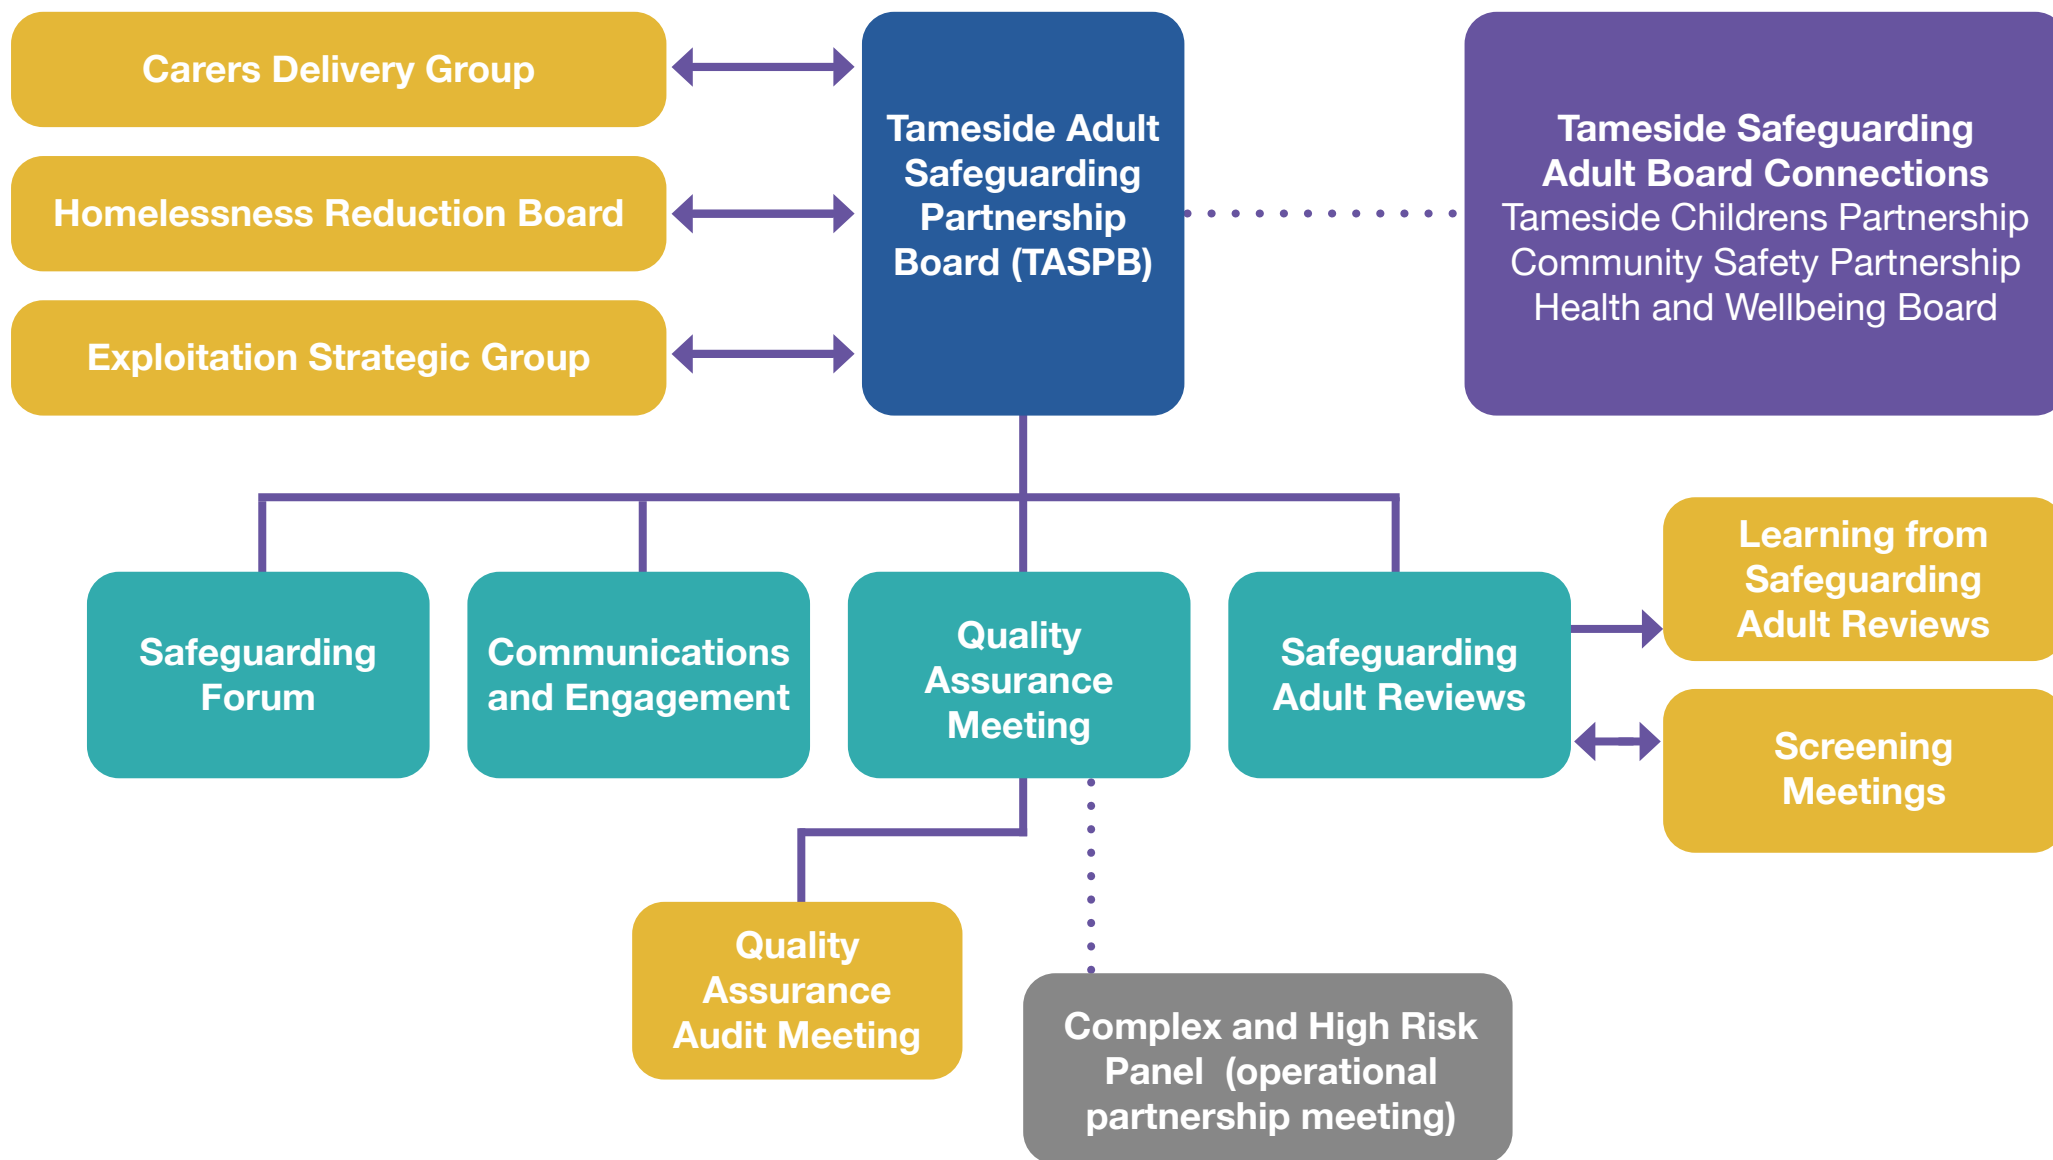 Carers Delivery Group
Homelessness Reduction Board
Exploitation Strategic Group
Tameside Adult
Safeguarding
Partnership
Board (TASPB)
Tameside Safeguarding
Adult Board Connections
Tameside Childrens Partnership
Community Safety Partnership
Health and Wellbeing Board
Safeguarding
Forum
Communications
and Engagement
Quality
Assurance
Meeting
Safeguarding
Adult Reviews
Learning from
Safeguarding
Adult Reviews
Screening
Meetings
Quality
Assurance
Audit Meeting
Complex and High Risk
Panel  (operational
partnership meeting)